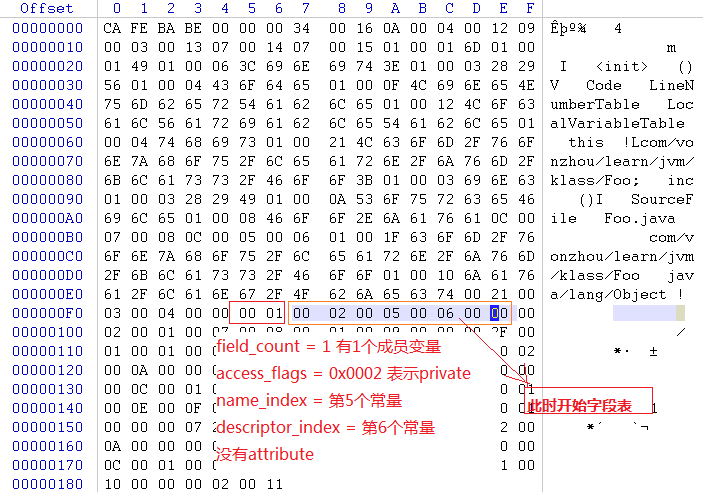 Offset 0 1 2 3 4 5 6 7 8 9 A B C D E F
00000000 CA FE BA BE 00 00 00 34 00 16 0A 00 04 00 12 09 Êþº¾ 4
00000010 00 03 00 13 07 00 14 07 00 15 01 00 01 6D 01 00 m
00000020 01 49 01 00 06 3C 69 6E 69 74 3E 01 00 03 28 29 I <init> ()
00000030 56 01 00 04 43 6F 64 65 01 00 0F 4C 69 6E 65 4E V Code LineN
00000040 75 6D 62 65 72 54 61 62 6C 65 01 00 12 4C 6F 63 umberTable Loc
00000050 61 6C 56 61 72 69 61 62 6C 65 54 61 62 6C 65 01 alVariableTable
00000060 00 04 74 68 69 73 01 00 21 4C 63 6F 6D 2F 76 6F this !Lcom/vo
00000070 6E 7A 68 6F 75 2F 6C 65 61 72 6E 2F 6A 76 6D 2F nzhou/learn/jvm/
00000080 6B 6C 61 73 73 2F 46 6F 6F 3B 01 00 03 69 6E 63 klass/Foo; inc
00000090 01 00 03 28 29 49 01 00 0A 53 6F 75 72 63 65 46 ()I SourceF
000000A0 69 6C 65 01 00 08 46 6F 6F 2E 6A 61 76 61 0C 00 ile Foo.java
000000B0 07 00 08 0C 00 05 00 06 01 00 1F 63 6F 6D 2F 76 com/v
000000C0 6F 6E 7A 68 6F 75 2F 6C 65 61 72 6E 2F 6A 76 6D onzhou/learn/jvm
000000D0 2F 6B 6C 61 73 73 2F 46 6F 6F 01 00 10 6A 61 76 /klass/Foo jav
000000E0 61 2F 6C 61 6E 67 2F 4F 62 6A 65 63 74 00 21 00 a/lang/Object !
000000F0 03 00 04 00 00 00 01 00 02 00 05 00 06 00 00 00
00000100 02 00 01 00 2F 00 /
field_count = 1 有1个成员变量
00000110 01 00 01 00 02 *· ±
00000120 00 0A 00 00 00
access_flags = 0x0002 表示private
00000130 00 0C 00 01 01
name_index = 第5个常量
此时开始字段表
00000140 00 0E 00 0F 1
descriptor_index = 第6个常量
00000150 00 00 00 07 00 *´ `¬
没有attribute
00000160 0A 00 00 00 00
00000170 0C 00 01 00 00
00000180 10 00 00 00 02 00 11